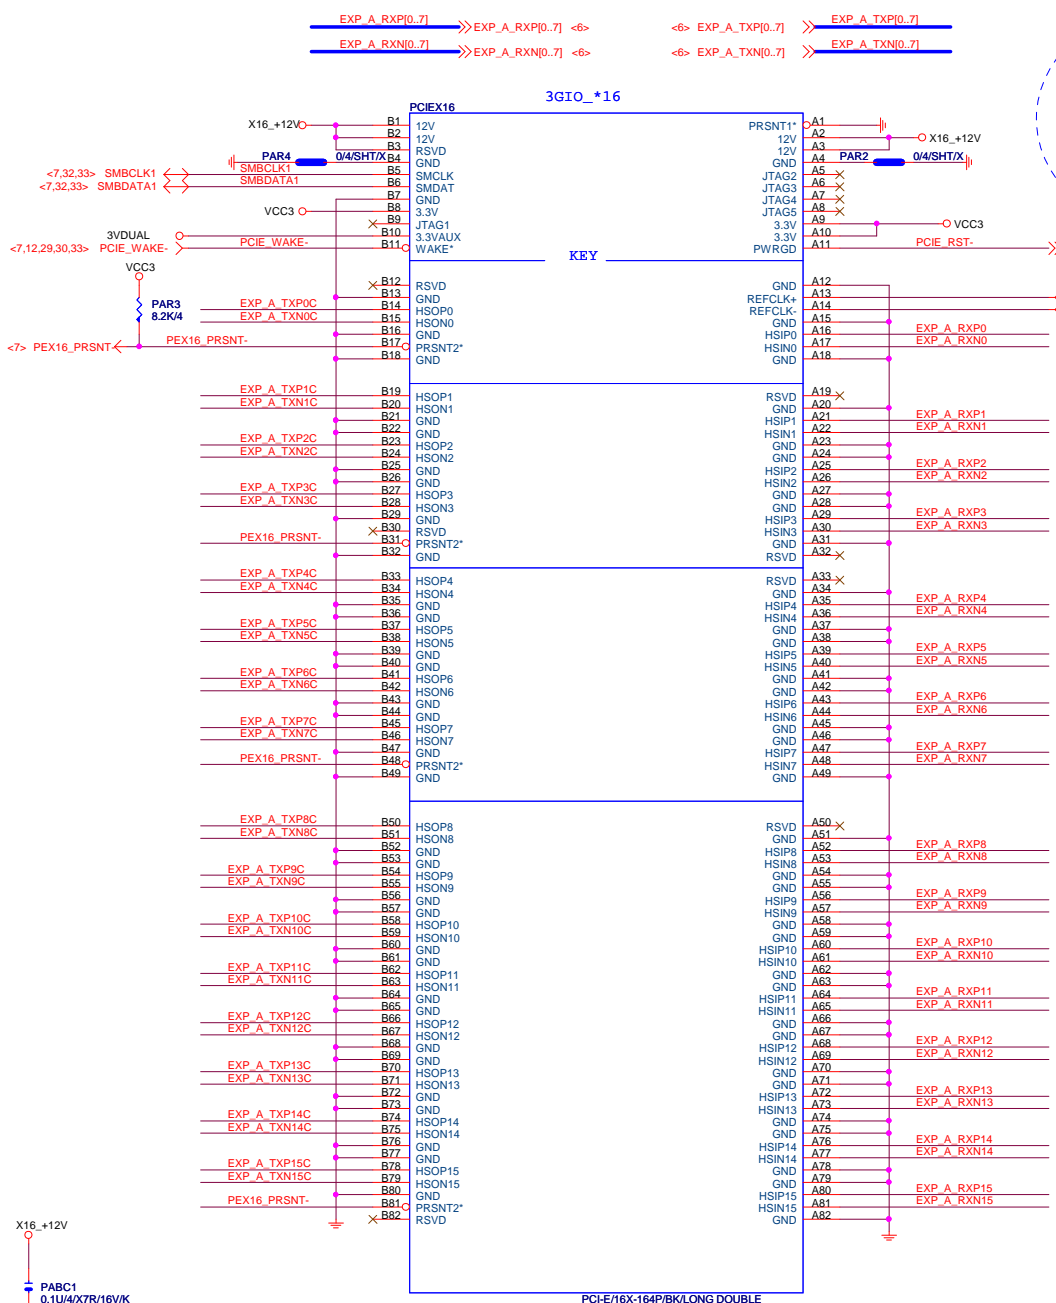 EXP_A_RXP[0..7] EXP_A_RXP[0..7] <6> <6> EXP_A_TXP[0..7] EXP_A_TXP[0..7]
EXP_A_RXN[0..7] EXP_A_RXN[0..7] <6> <6> EXP_A_TXN[0..7] EXP_A_TXN[0..7]
3GIO_*16
PCIEX16
X16_+12V B1 12V PRSNT1* A1
B2 12V 12V A2 X16_+12V
B3 RSVD 12V A3
PAR4 0/4/SHT/X B4 GND GND A4 PAR2 0/4/SHT/X
<7,32,33> SMBCLK1 SMBCLK1 B5 SMCLK JTAG2 A5
<7,32,33> SMBDATA1 SMBDATA1 B6 SMDAT JTAG3 A6
B7 GND JTAG4 A7
VCC3 B8 3.3V JTAG5 A8
B9 JTAG1 3.3V A9 VCC3
3VDUAL B10 3.3VAUX 3.3V A10
<7,12,29,30,33> PCIE_WAKE- PCIE_WAKE- B11 WAKE* PWRGD A11 PCIE_RST-
KEY
VCC3
B12 RSVD GND A12
B13 GND REFCLK+ A13
PAR3 EXP_A_TXP0C B14 HSOP0 REFCLK- A14
8.2K/4 EXP_A_TXN0C B15 HSON0 GND A15
B16 GND HSIP0 A16 EXP_A_RXP0
<7> PEX16_PRSNT- PEX16_PRSNT- B17 PRSNT2* HSIN0 A17 EXP_A_RXN0
B18 GND GND A18
EXP_A_TXP1C B19 HSOP1 RSVD A19
EXP_A_TXN1C B20 HSON1 GND A20
B21 GND HSIP1 A21 EXP_A_RXP1
B22 GND HSIN1 A22 EXP_A_RXN1
EXP_A_TXP2C B23 HSOP2 GND A23
EXP_A_TXN2C B24 HSON2 GND A24
B25 GND HSIP2 A25 EXP_A_RXP2
B26 GND HSIN2 A26 EXP_A_RXN2
EXP_A_TXP3C B27 HSOP3 GND A27
EXP_A_TXN3C B28 HSON3 GND A28
B29 GND HSIP3 A29 EXP_A_RXP3
B30 RSVD HSIN3 A30 EXP_A_RXN3
PEX16_PRSNT- B31 PRSNT2* GND A31
B32 GND RSVD A32
EXP_A_TXP4C B33 HSOP4 RSVD A33
EXP_A_TXN4C B34 HSON4 GND A34
B35 GND HSIP4 A35 EXP_A_RXP4
B36 GND HSIN4 A36 EXP_A_RXN4
EXP_A_TXP5C B37 HSOP5 GND A37
EXP_A_TXN5C B38 HSON5 GND A38
B39 GND HSIP5 A39 EXP_A_RXP5
B40 GND HSIN5 A40 EXP_A_RXN5
EXP_A_TXP6C B41 HSOP6 GND A41
EXP_A_TXN6C B42 HSON6 GND A42
B43 GND HSIP6 A43 EXP_A_RXP6
B44 GND HSIN6 A44 EXP_A_RXN6
EXP_A_TXP7C B45 HSOP7 GND A45
EXP_A_TXN7C B46 HSON7 GND A46
B47 GND HSIP7 A47 EXP_A_RXP7
PEX16_PRSNT- B48 PRSNT2* HSIN7 A48 EXP_A_RXN7
B49 GND GND A49
EXP_A_TXP8C B50 HSOP8 RSVD A50
EXP_A_TXN8C B51 HSON8 GND A51
B52 GND HSIP8 A52 EXP_A_RXP8
B53 GND HSIN8 A53 EXP_A_RXN8
EXP_A_TXP9C B54 HSOP9 GND A54
EXP_A_TXN9C B55 HSON9 GND A55
B56 GND HSIP9 A56 EXP_A_RXP9
B57 GND HSIN9 A57 EXP_A_RXN9
EXP_A_TXP10C B58 HSOP10 GND A58
EXP_A_TXN10C B59 HSON10 GND A59
B60 GND HSIP10 A60 EXP_A_RXP10
B61 GND HSIN10 A61 EXP_A_RXN10
EXP_A_TXP11C B62 HSOP11 GND A62
EXP_A_TXN11C B63 HSON11 GND A63
B64 GND HSIP11 A64 EXP_A_RXP11
B65 GND HSIN11 A65 EXP_A_RXN11
EXP_A_TXP12C B66 HSOP12 GND A66
EXP_A_TXN12C B67 HSON12 GND A67
B68 GND HSIP12 A68 EXP_A_RXP12
B69 GND HSIN12 A69 EXP_A_RXN12
EXP_A_TXP13C B70 HSOP13 GND A70
EXP_A_TXN13C B71 HSON13 GND A71
B72 GND HSIP13 A72 EXP_A_RXP13
B73 GND HSIN13 A73 EXP_A_RXN13
EXP_A_TXP14C B74 HSOP14 GND A74
EXP_A_TXN14C B75 HSON14 GND A75
B76 GND HSIP14 A76 EXP_A_RXP14
B77 GND HSIN14 A77 EXP_A_RXN14
EXP_A_TXP15C B78 HSOP15 GND A78
EXP_A_TXN15C B79 HSON15 GND A79
B80 GND HSIP15 A80 EXP_A_RXP15
PEX16_PRSNT- B81 PRSNT2* HSIN15 A81 EXP_A_RXN15
B82 RSVD GND A82
X16_+12V
PABC1
0.1U/4/X7R/16V/K
PCI-E/16X-164P/BK/LONG DOUBLE